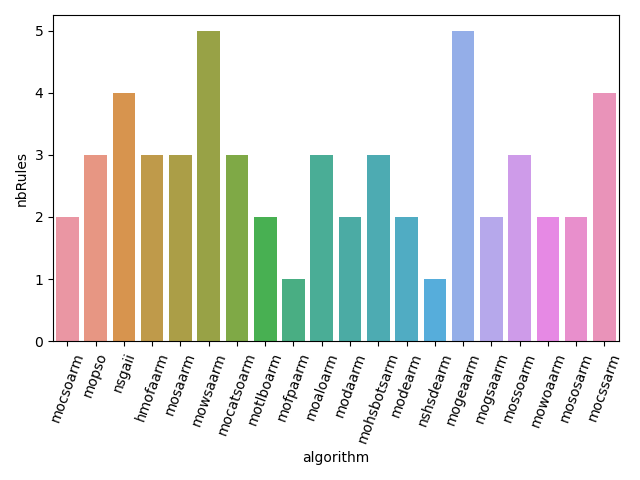 5
4
3
2
1
0
nbRules
mocsoarm
mopso
nsgaii
hmofaarm
mosaarm
mowsaarm
mocatsoarm
motlboarm
mofpaarm
moaloarm
modaarm
mohsbotsarm
modearm
nshsdearm
mogeaarm
mogsaarm
mossoarm
mowoaarm
mososarm
mocssarm
algorithm